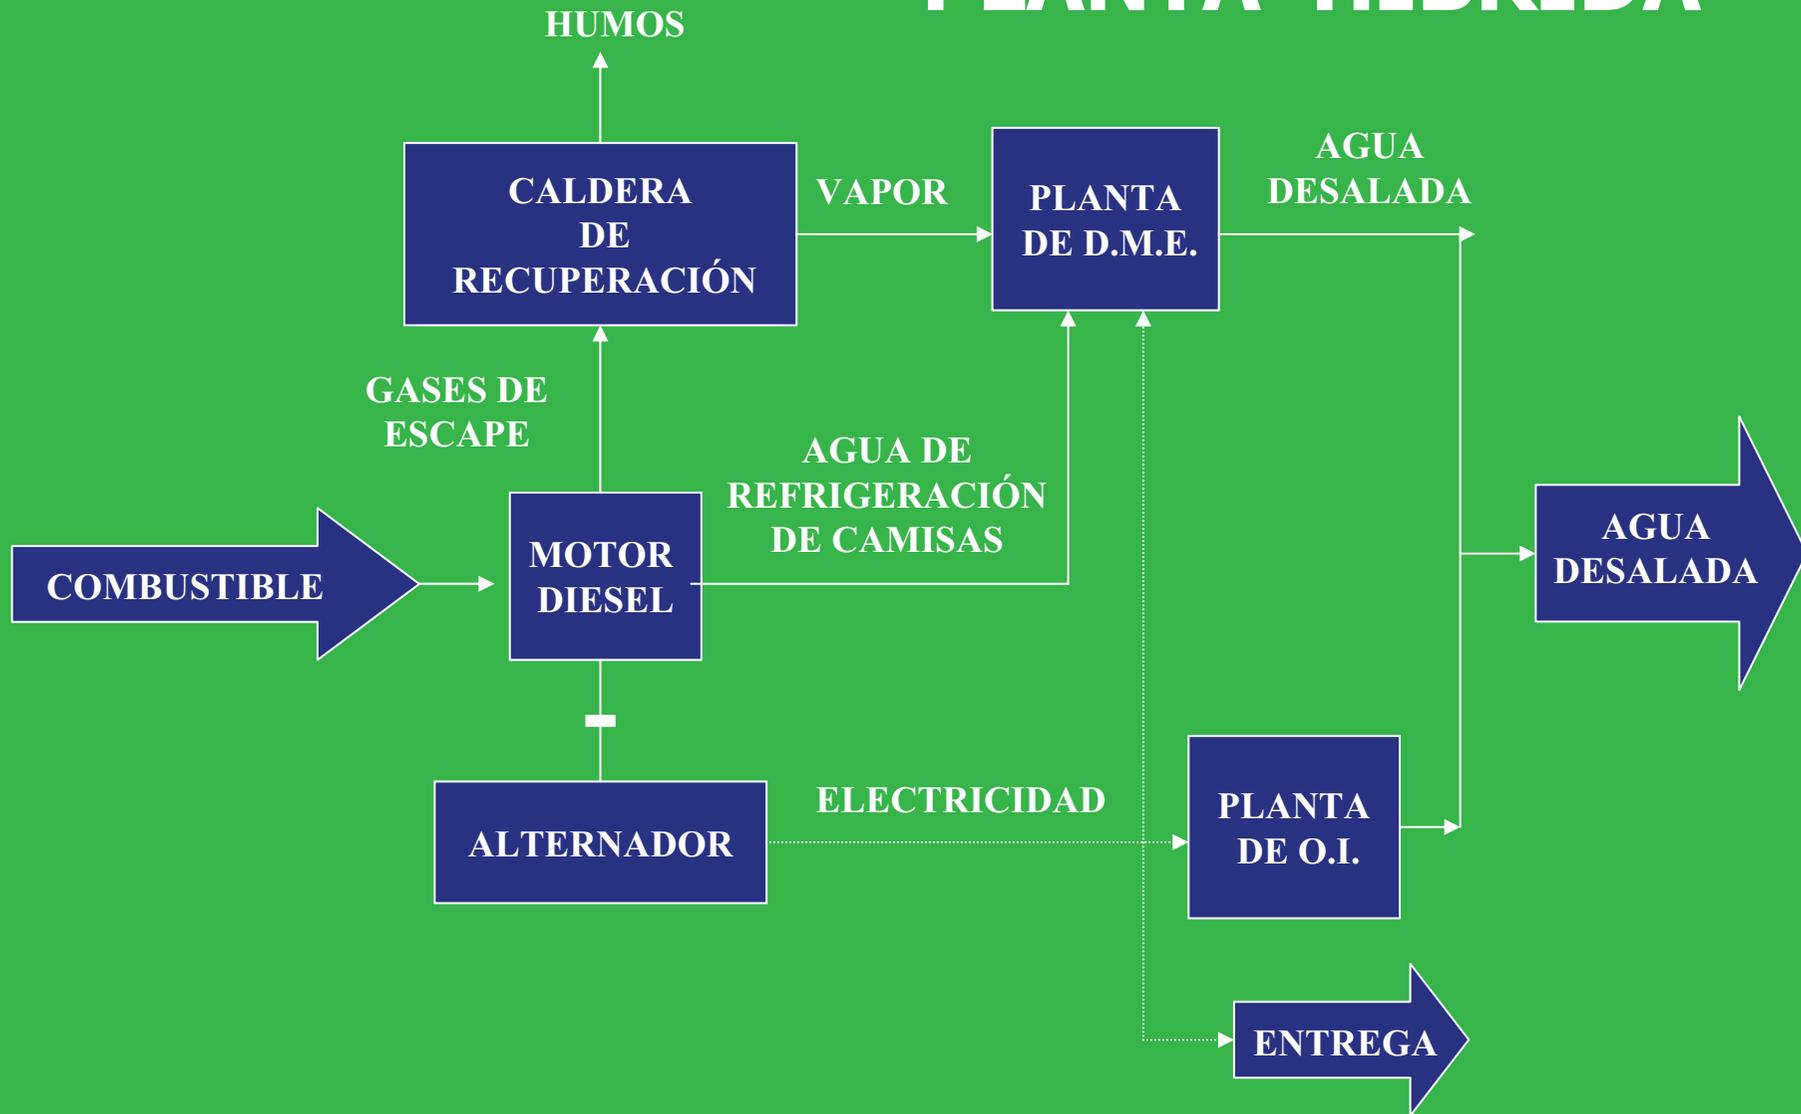 HUMOS
CALDERA
DE
RECUPERACIÓN
VAPOR
PLANTA
DE D.M.E.
AGUA
DESALADA
GASES DE
ESCAPE
AGUA DE
REFRIGERACIÓN
DE CAMISAS
COMBUSTIBLE
MOTOR
DIESEL
AGUA
DESALADA
ELECTRICIDAD
ALTERNADOR
PLANTA
DE O.I.
ENTREGA